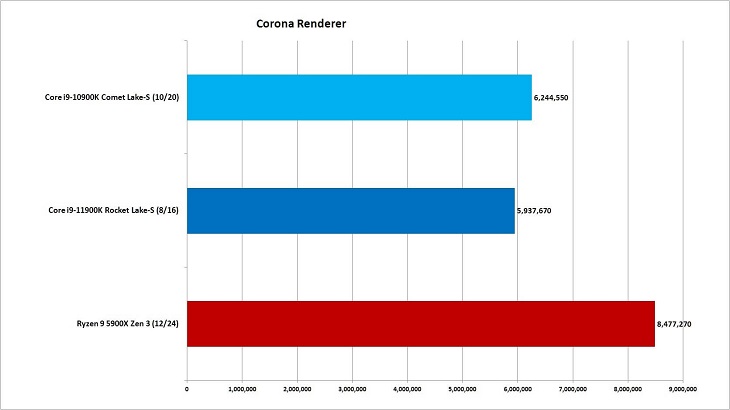 Corona Renderer
Core i9-10900K Comet Lake-S (10/20)
6,244,550
Core i9-11900K Rocket Lake-S (8/16)
5,937,670
Ryzen 9 5900X Zen 3 (12/24)
8,477,270
0 1,000,000 2,000,000 3,000,000 4,000,000 5,000,000 6,000,000 7,000,000 8,000,000 9,000,000